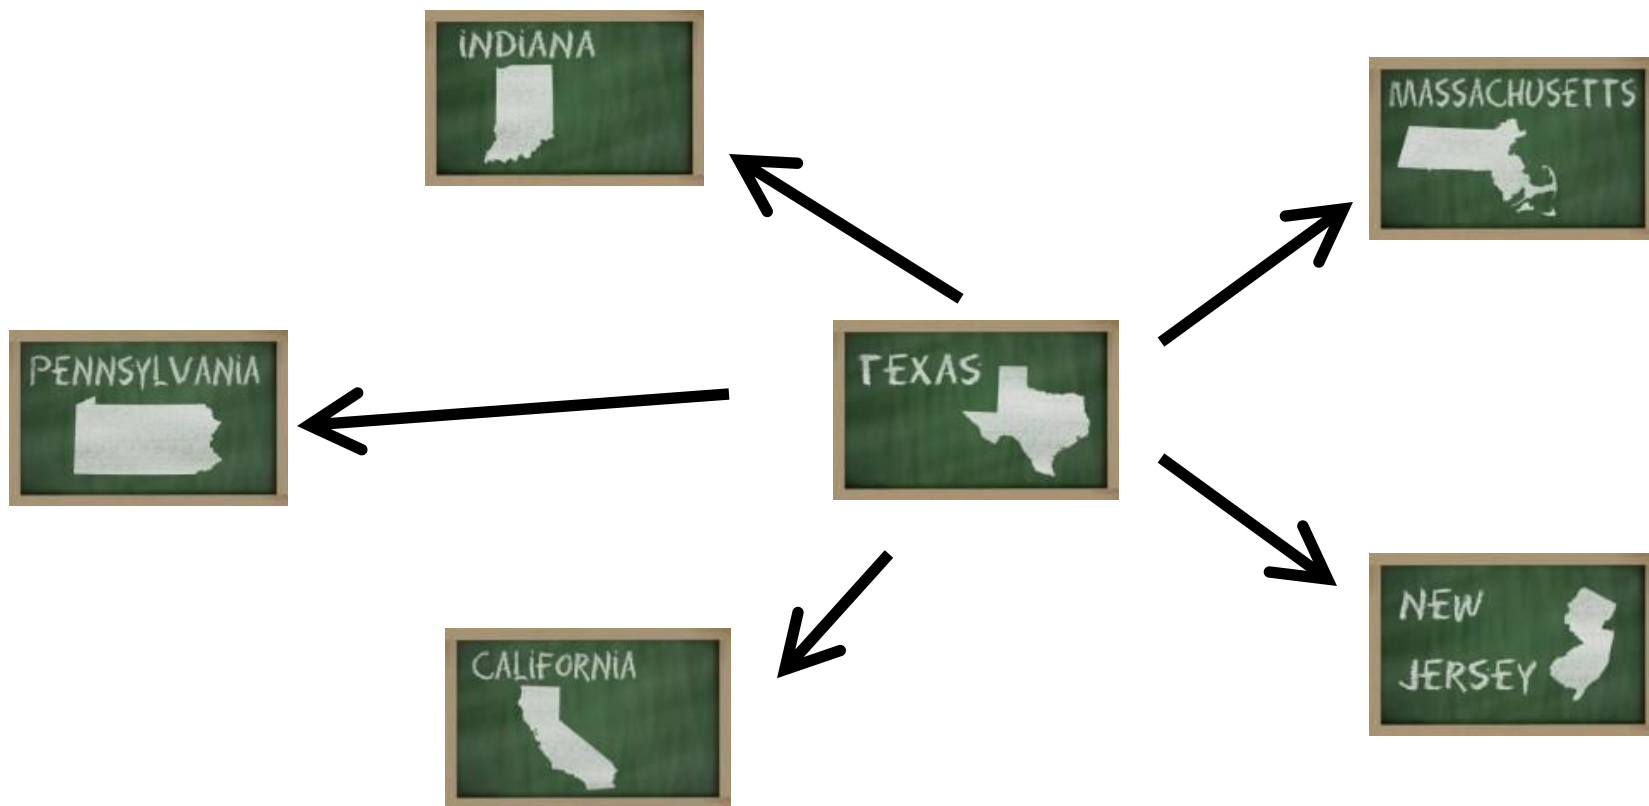 INDIANA
MASSACHUSETTS
PENNSYLVANIA
TEXAS
NEW
JERSEY
CALIFORNIA